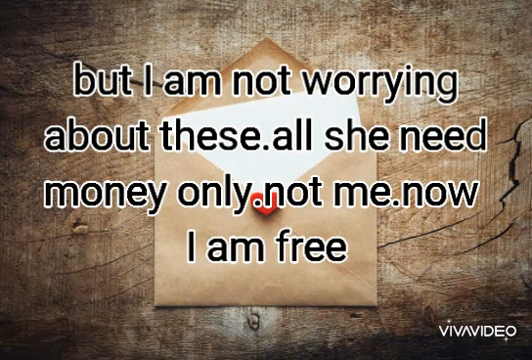 but I am not worrying
about these.all she need
money only.not me.now
I am free
VIVAVIDEO